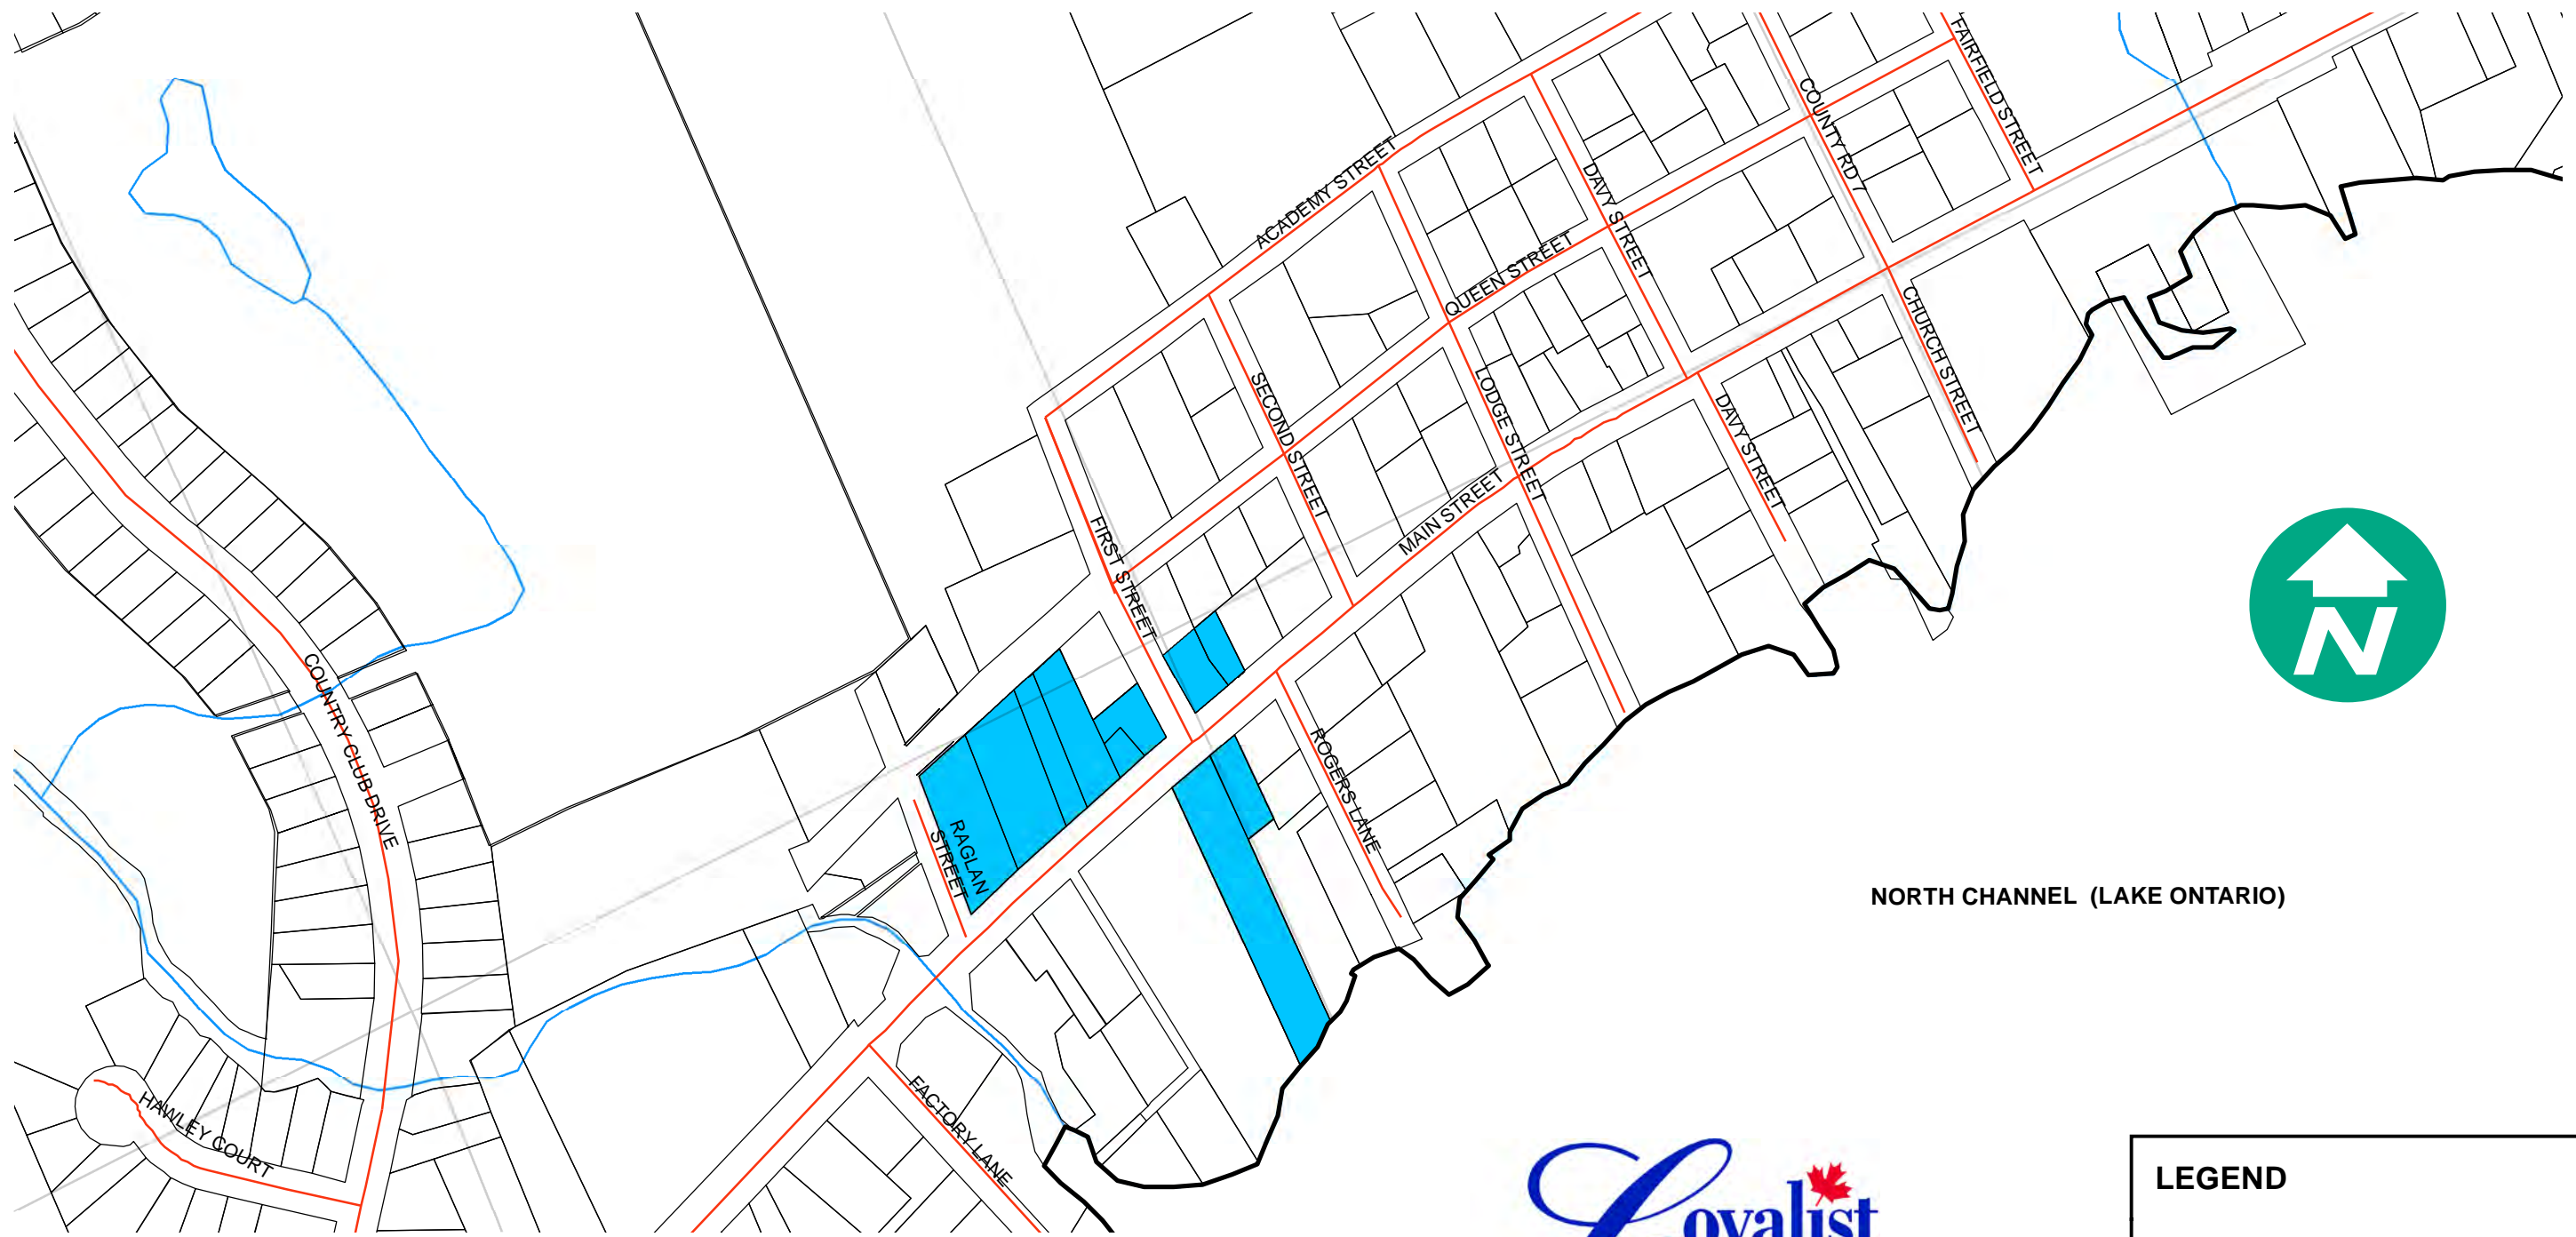 FAIRFIELD STREET
COUNTY RD 7
ACADEMY STREET
DAVY STREET
QUEEN STREET
CHURCH STREET
SECOND STREET
LODGE STREET
DAVY STREET
MAIN STREET
FIRST STREET
COUNTRY CLUB DRIVE
ROGERS LANE
RAGLAN
STREET
NORTH CHANNEL (LAKE ONTARIO)
N
HAWLEY COURT
FACTORY LANE
Loyalist
LEGEND